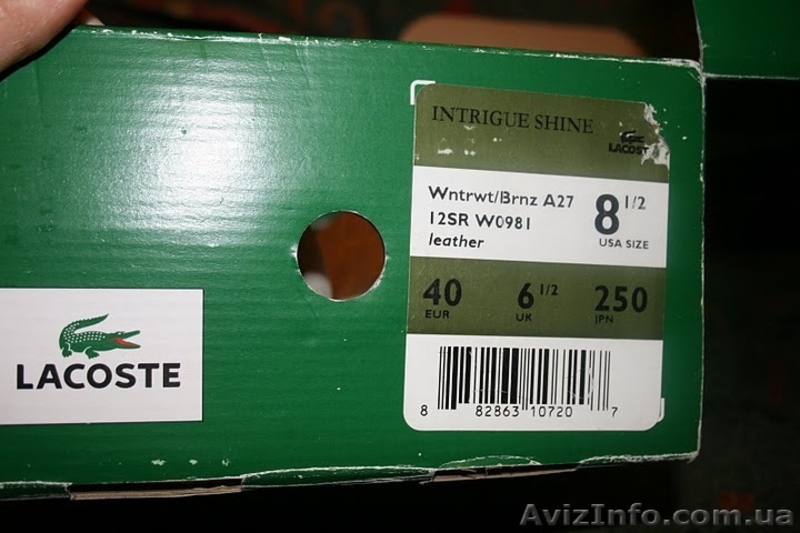 LACOSTE
INTRIGUE SHINE
LACOSTE
Wntrwt/Brnz A27
12SR W0981
leather
8 1/2
USA SIZE
40 6 1/2 250
EUR UK JPN
8 82863 10720 7
AvizInfo.com.ua